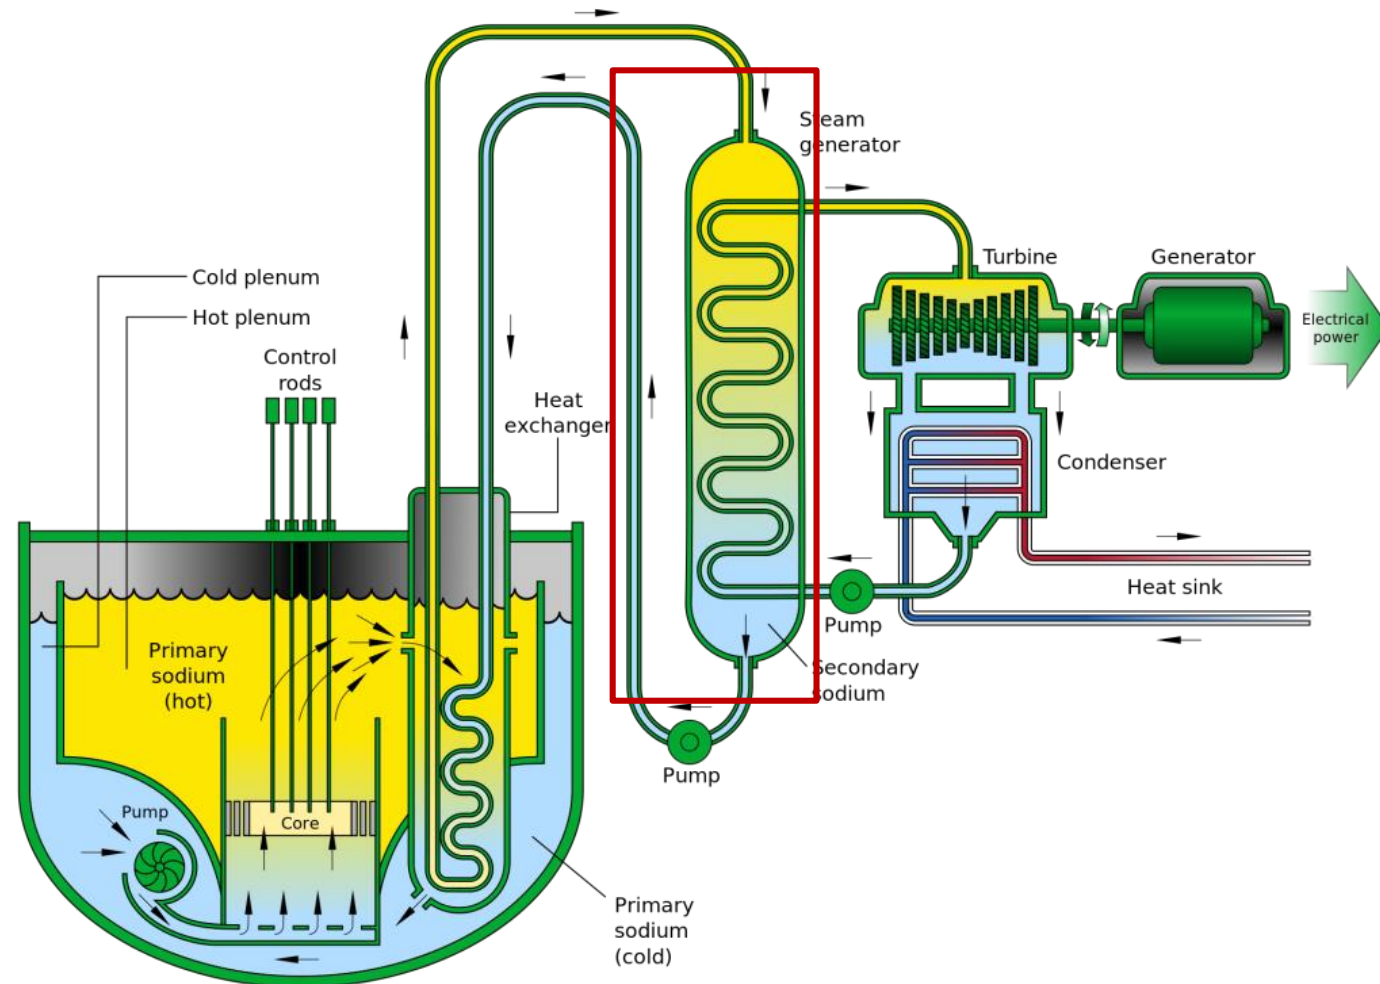 Steam
generator
Cold plenum
Hot plenum
Control
rods
Heat
exchanger
Turbine
Generator
Electrical
power
Condenser
Heat sink
Pump
Primary
sodium
(hot)
Secondary
sodium
Pump
Pump
Core
Primary
sodium
(cold)